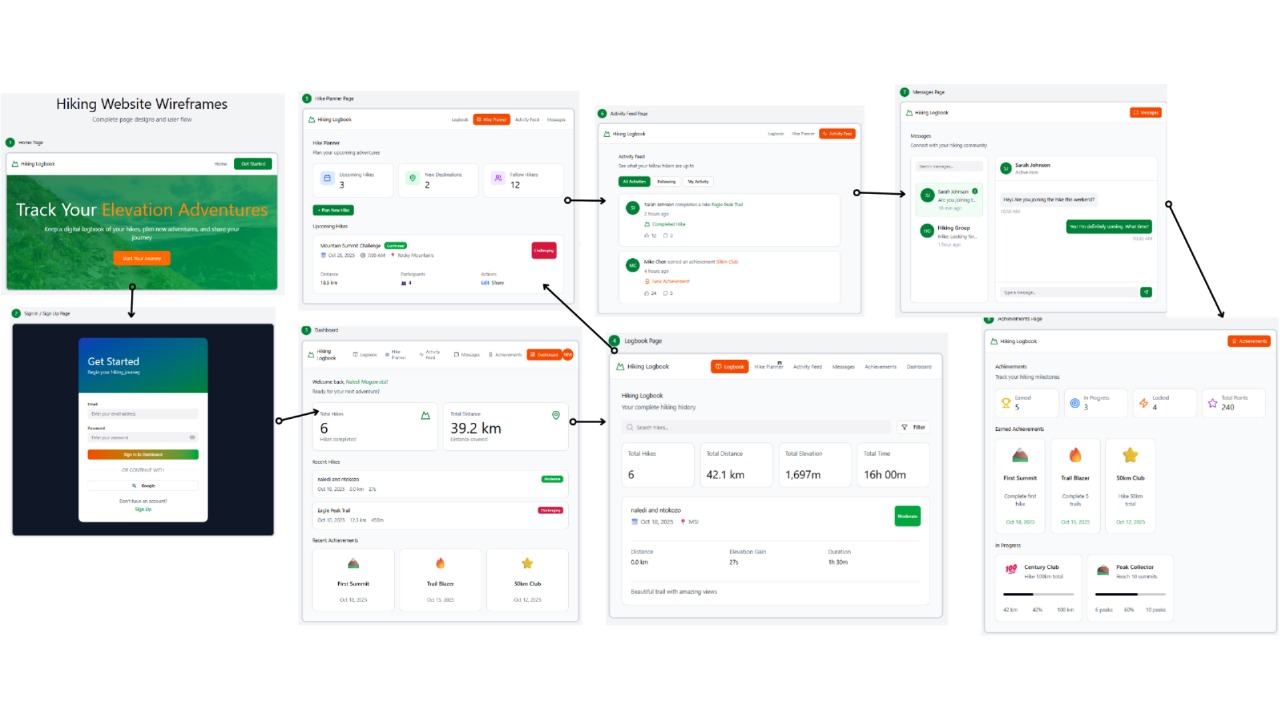 Hiking Website Wireframes
Complete page designs and user flow
1 Home Page
Hiking Logbook
Home
Get Started
Track Your Elevation Adventures
Keep a digital logbook of your hikes, plan new adventures, and share your
journey
Start Your Journey
2 Sign In / Sign Up Page
Get Started
Begin your hiking journey
Email
Enter your email address
Password
Enter your password
Sign In to Dashboard
OR CONTINUE WITH
Google
Don't have an account?
Sign Up
3 Dashboard
Hiking Logbook
Logbook
Hike Planner
Activity Feed
Messages
Achievements
Dashboard
Welcome back,
Ready for your next adventure?
Total Hikes
6
Hikes completed
Total Distance
39.2 km
Distance covered
Recent Hikes
naledi and ntokozo
Moderate
Oct 18, 2025 0.0 km 27s
Eagle Peak Trail
Challenging
Oct 10, 2025 12.3 km 450m
Recent Achievements
First Summit
Oct 18, 2025
Trail Blazer
Oct 15, 2025
50km Club
Oct 12, 2025
4 Logbook Page
Hiking Logbook
Logbook
Hike Planner
Activity Feed
Messages
Achievements
Dashboard
Hiking Logbook
Your complete hiking history
Search hikes...
Filter
Total Hikes
6
Total Distance
42.1 km
Total Elevation
1,697m
Total Time
16h 00m
naledi and ntokozo
Oct 18, 2025 MSI
Moderate
Distance
0.0 km
Elevation Gain
27s
Duration
1h 30m
Beautiful trail with amazing views
5 Hike Planner Page
Hiking Logbook
Logbook
Hike Planner
Activity Feed
Messages
Hike Planner
Plan your upcoming adventures
Upcoming Hikes
3
New Destinations
2
Fellow Hikers
12
+ Plan New Hike
Upcoming Hikes
Mountain Summit Challenge Confirmed
Oct 25, 2025 7:00 AM Rocky Mountains
Challenging
Distance
18.5 km
Participants
4
Actions
Edit Share
6 Activity Feed Page
Hiking Logbook
Logbook
Hike Planner
Activity Feed
Activity Feed
See what your fellow hikers are up to
All Activities
Following
My Activity
SJ
Sarah Johnson completed a hike Eagle Peak Trail
2 hours ago
Completed Hike
12 3
MC
Mike Chen earned an achievement 50km Club
4 hours ago
New Achievement!
24 5
7 Messages Page
Hiking Logbook
Messages
Messages
Connect with your hiking community
Search messages...
SJ
Sarah Johnson
Are you joining t...
10 min ago
HG
Hiking Group
Hike: Looking for...
1 hour ago
SJ
Sarah Johnson
Active now
Hey! Are you joining the hike this weekend?
10:30 AM
Yes! I'm definitely coming. What time?
10:32 AM
Type a message...
8 Achievements Page
Hiking Logbook
Achievements
Achievements
Track your hiking milestones
Earned
5
In Progress
3
Locked
4
Total Points
240
Earned Achievements
First Summit
Complete first
hike
Oct 18, 2025
Trail Blazer
Complete 5
trails
Oct 15, 2025
50km Club
Hike 50km
total
Oct 12, 2025
In Progress
100
Century Club
Hike 100km total
42 km 42% 100 km
Peak Collector
Reach 10 summits
6 peaks 60% 10 peaks